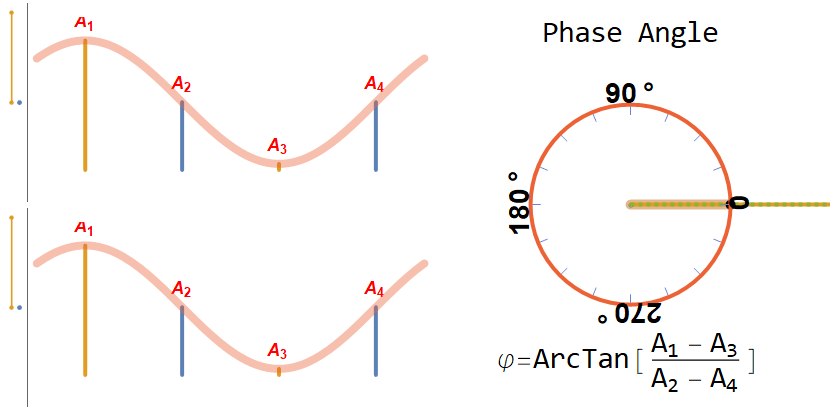 A₁
A₂
A₃
A₄
A₁
A₂
A₃
A₄
Phase Angle
90°
180°
0
270°
φ=ArcTan[(A₁ − A₃)/(A₂ − A₄)]